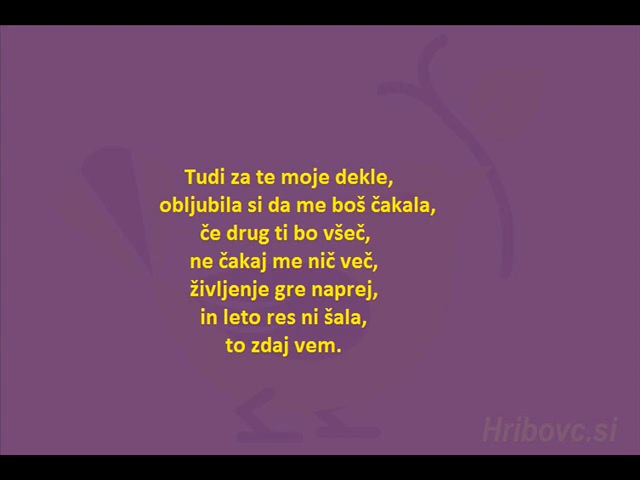 Tudi za te moje dekle,
obljubila si da me boš čakala,
če drug ti bo všeč,
ne čakaj me nič več,
življenje gre naprej,
in leto res ni šala,
to zdaj vem.
Hribovc.si